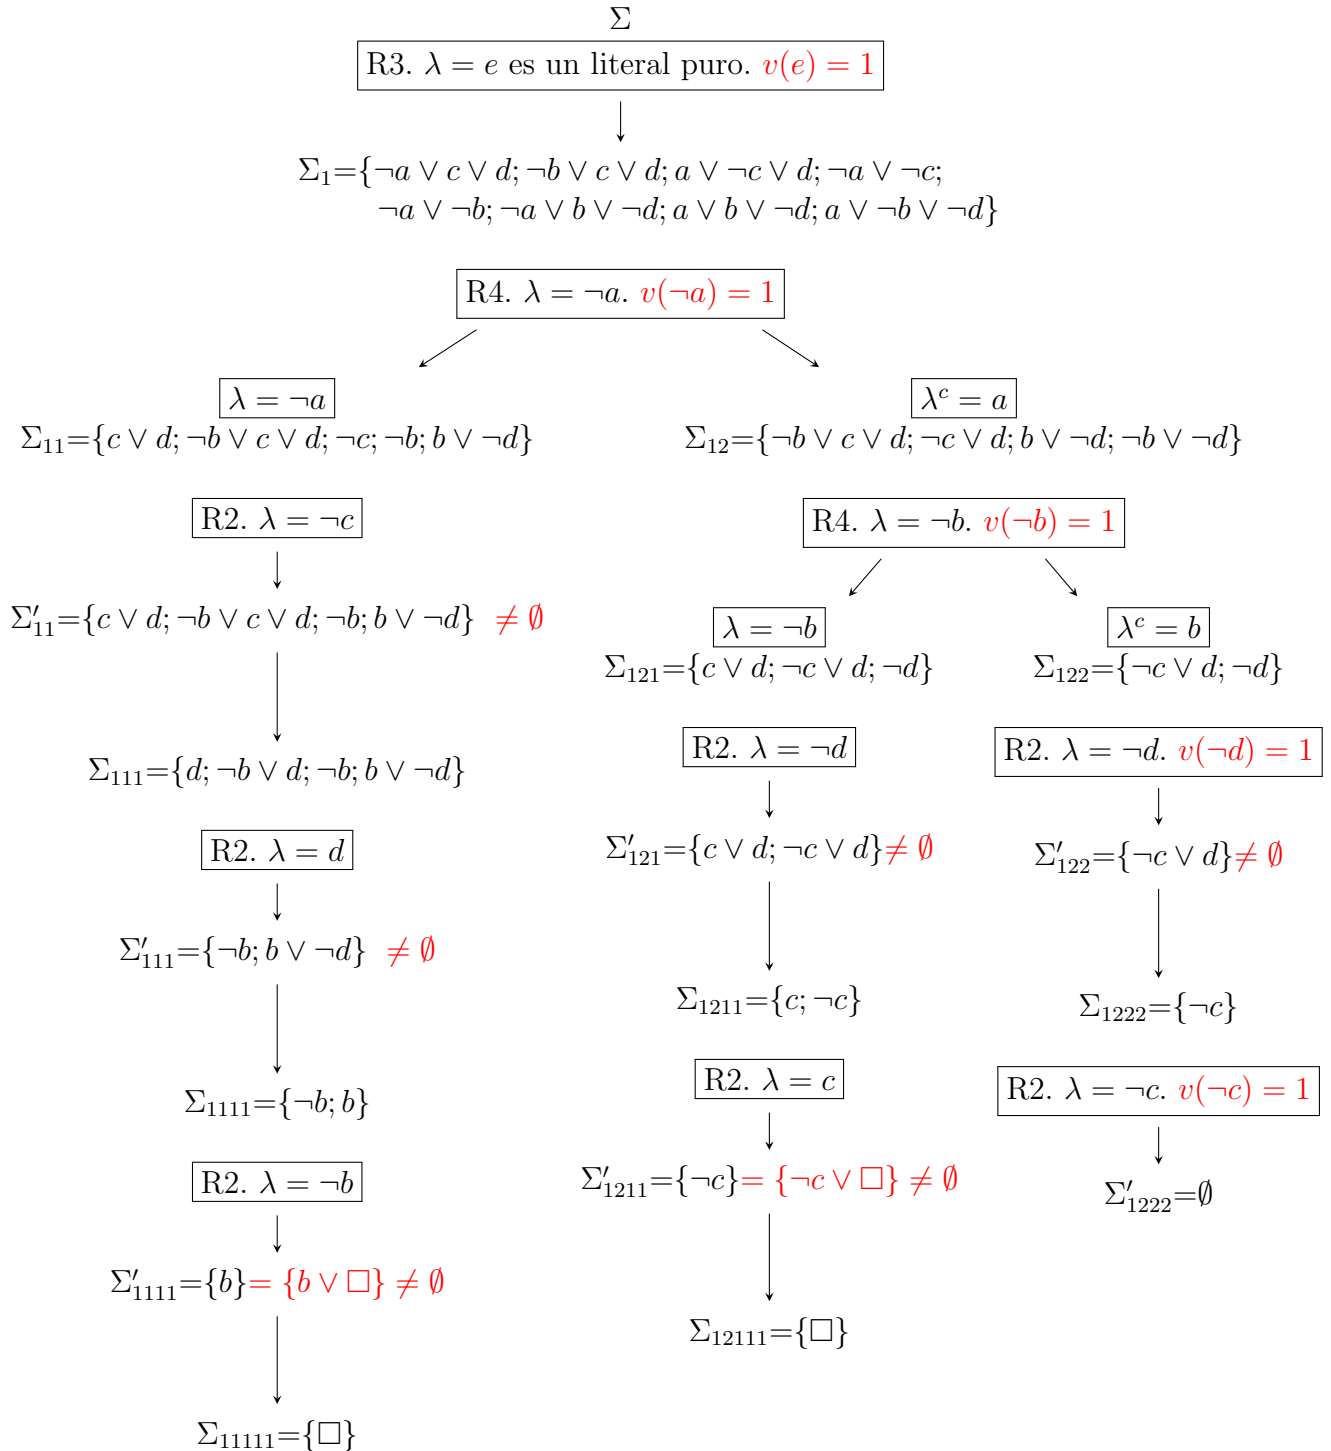 Σ
R3. λ = e es un literal puro. v(e) = 1
Σ₁={¬a ∨ c ∨ d; ¬b ∨ c ∨ d; a ∨ ¬c ∨ d; ¬a ∨ ¬c;
¬a ∨ ¬b; ¬a ∨ b ∨ ¬d; a ∨ b ∨ ¬d; a ∨ ¬b ∨ ¬d}
R4. λ = ¬a. v(¬a) = 1
λ = ¬a
Σ₁₁={c ∨ d; ¬b ∨ c ∨ d; ¬c; ¬b; b ∨ ¬d}
R2. λ = ¬c
Σ′₁₁={c ∨ d; ¬b ∨ c ∨ d; ¬b; b ∨ ¬d} ≠ ∅
Σ₁₁₁={d; ¬b ∨ d; ¬b; b ∨ ¬d}
R2. λ = d
Σ′₁₁₁={¬b; b ∨ ¬d} ≠ ∅
Σ₁₁₁₁={¬b; b}
R2. λ = ¬b
Σ′₁₁₁₁={b}= {b ∨ □} ≠ ∅
Σ₁₁₁₁₁={□}
λᶜ = a
Σ₁₂={¬b ∨ c ∨ d; ¬c ∨ d; b ∨ ¬d; ¬b ∨ ¬d}
R4. λ = ¬b. v(¬b) = 1
λ = ¬b
Σ₁₂₁={c ∨ d; ¬c ∨ d; ¬d}
R2. λ = ¬d
Σ′₁₂₁={c ∨ d; ¬c ∨ d}≠ ∅
Σ₁₂₁₁={c; ¬c}
R2. λ = c
Σ′₁₂₁₁={¬c}= {¬c ∨ □} ≠ ∅
Σ₁₂₁₁₁={□}
λᶜ = b
Σ₁₂₂={¬c ∨ d; ¬d}
R2. λ = ¬d. v(¬d) = 1
Σ′₁₂₂={¬c ∨ d}≠ ∅
Σ₁₂₂₂={¬c}
R2. λ = ¬c. v(¬c) = 1
Σ′₁₂₂₂=∅